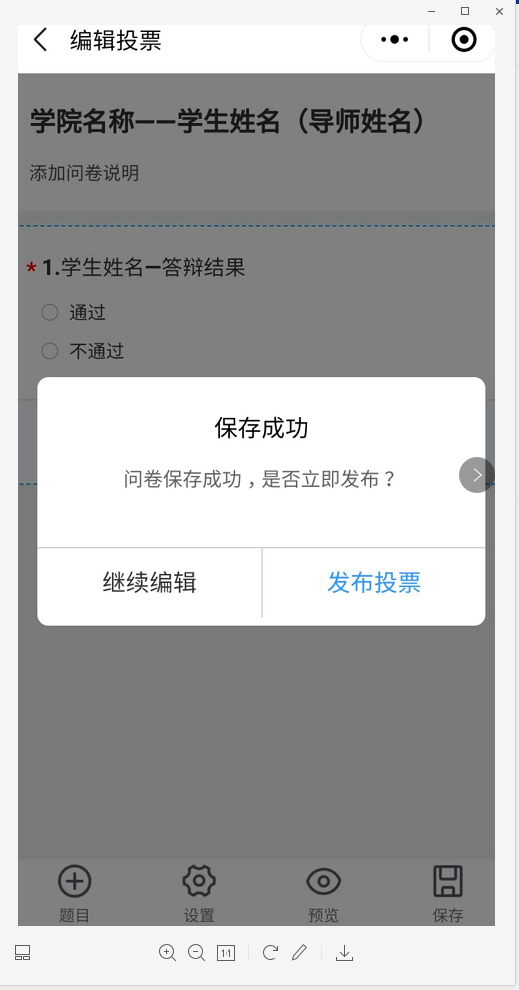 编辑投票
学院名称——学生姓名（导师姓名）
添加问卷说明
* 1.学生姓名—答辩结果
通过
不通过
保存成功
问卷保存成功，是否立即发布？
继续编辑
发布投票
题目
设置
预览
保存
1:1